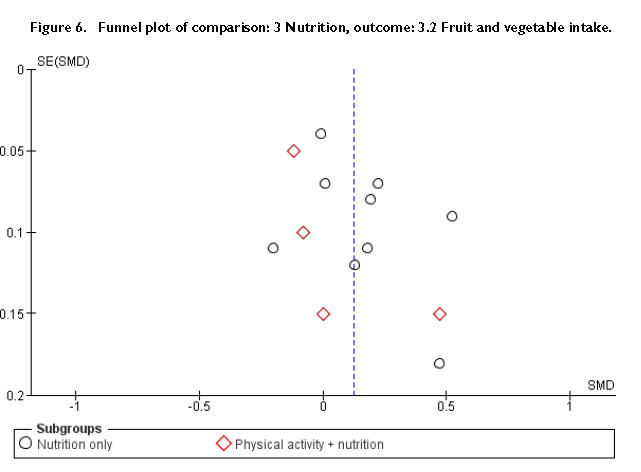 Figure 6. Funnel plot of comparison: 3 Nutrition, outcome: 3.2 Fruit and vegetable intake.
SE(SMD)
0
0.05
0.1
0.15
0.2
SMD
-1
-0.5
0
0.5
1
Subgroups
Nutrition only
Physical activity + nutrition